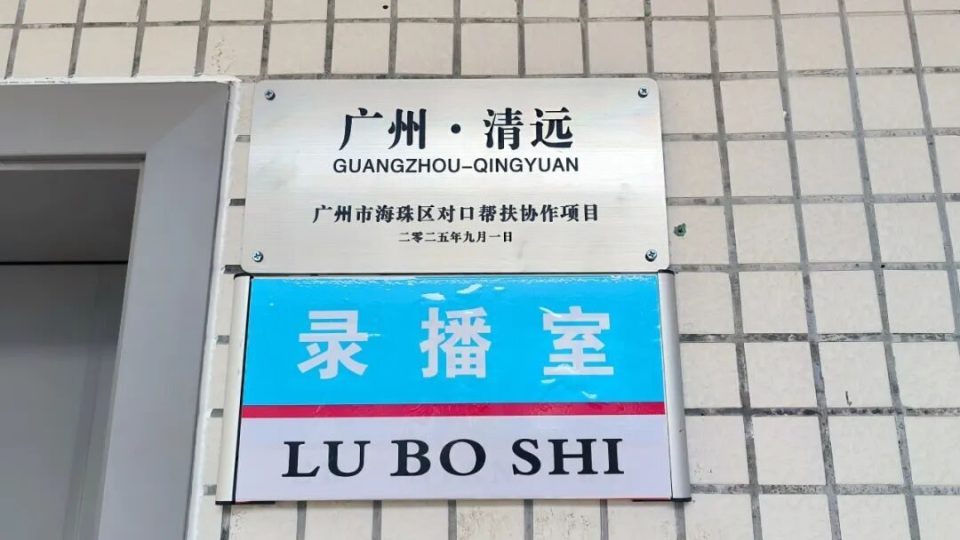 广州·清远
GUANGZHOU-QINGYUAN
广州市海珠区对口帮扶协作项目
二零二五年九月一日
录播室
LU BO SHI